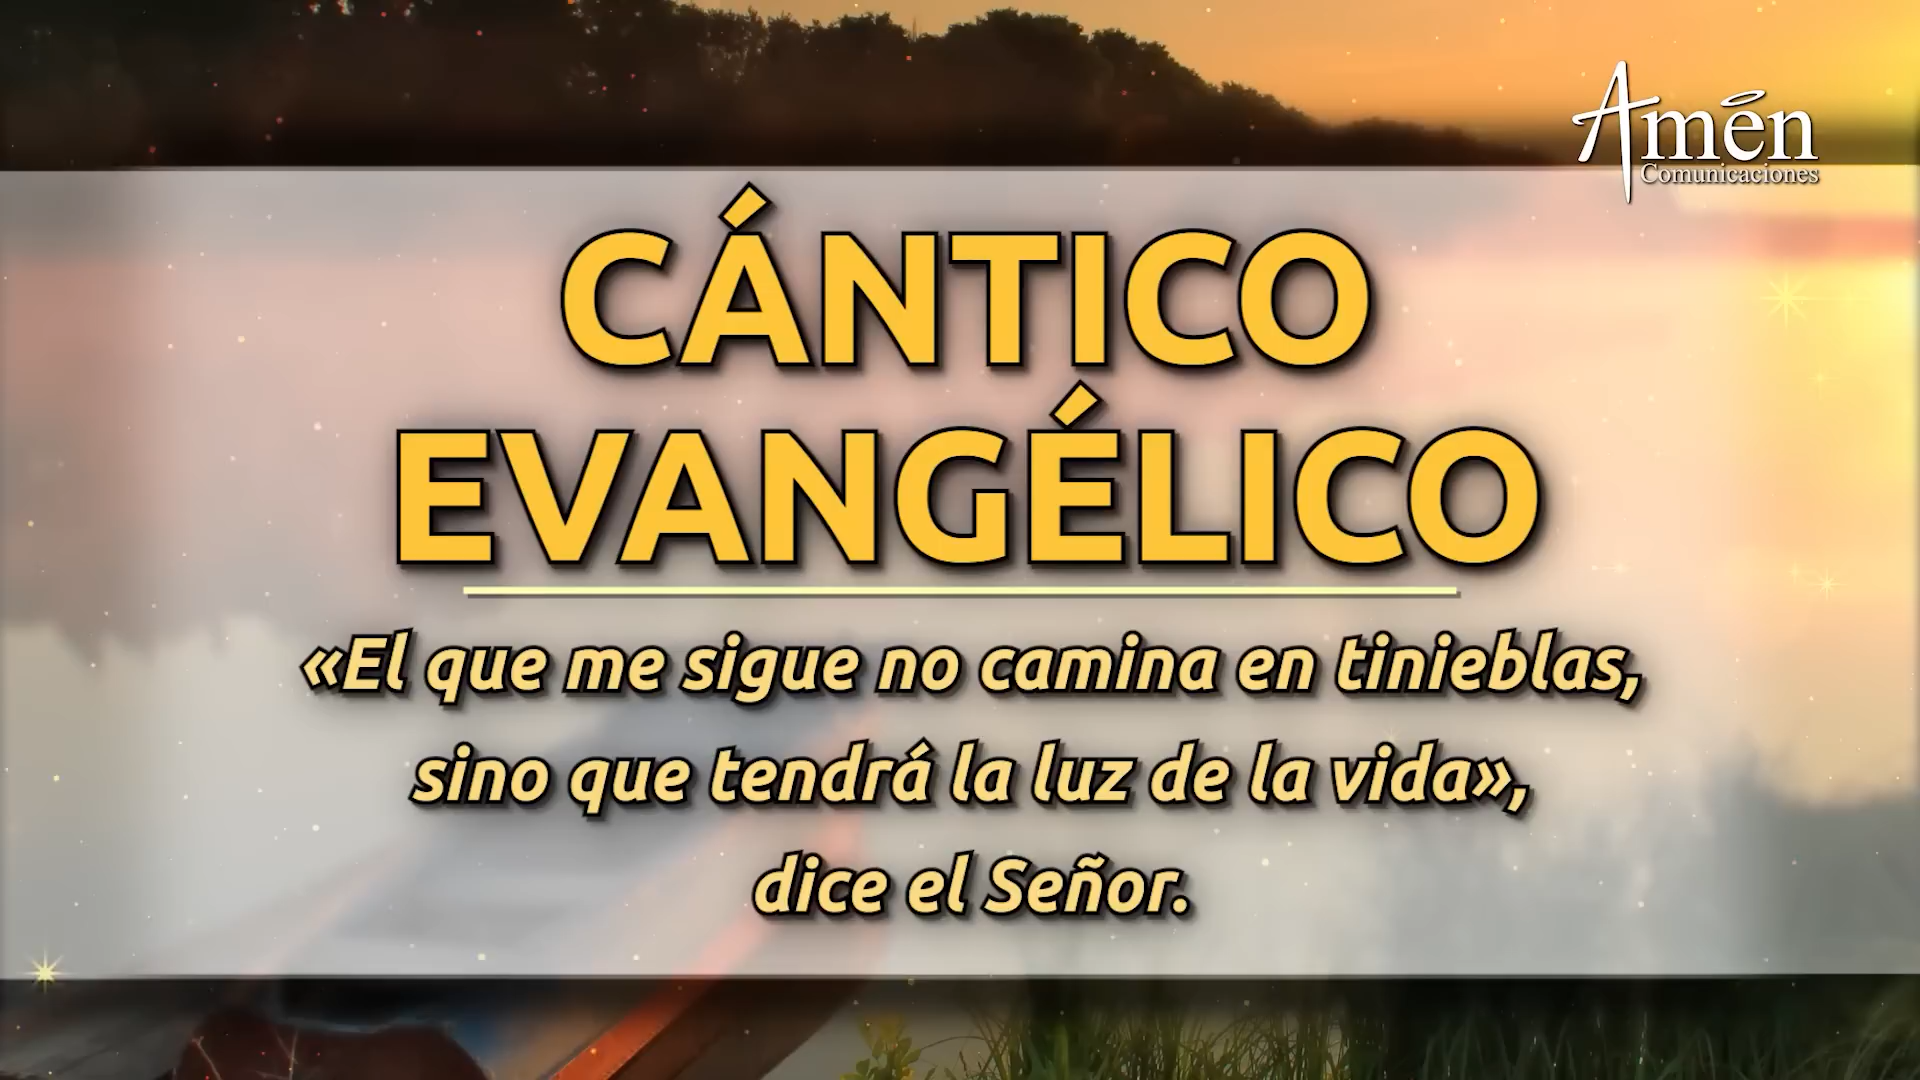 Amén
Comunicaciones
CÁNTICO
EVANGÉLICO
«El que me sigue no camina en tinieblas,
sino que tendrá la luz de la vida»,
dice el Señor.